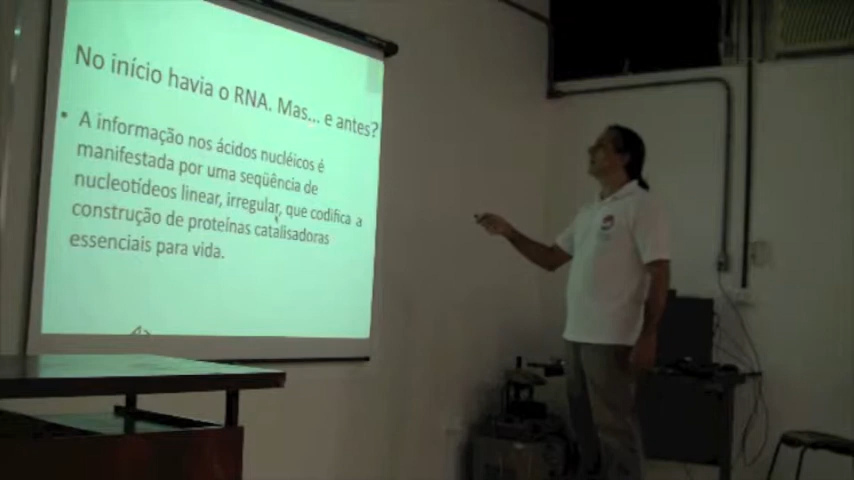 No início havia o RNA. Mas... e antes?
• A informação nos ácidos nucléicos é
manifestada por uma seqüência de
nucleotídeos linear, irregular, que codifica a
construção de proteínas catalisadoras
essenciais para vida.